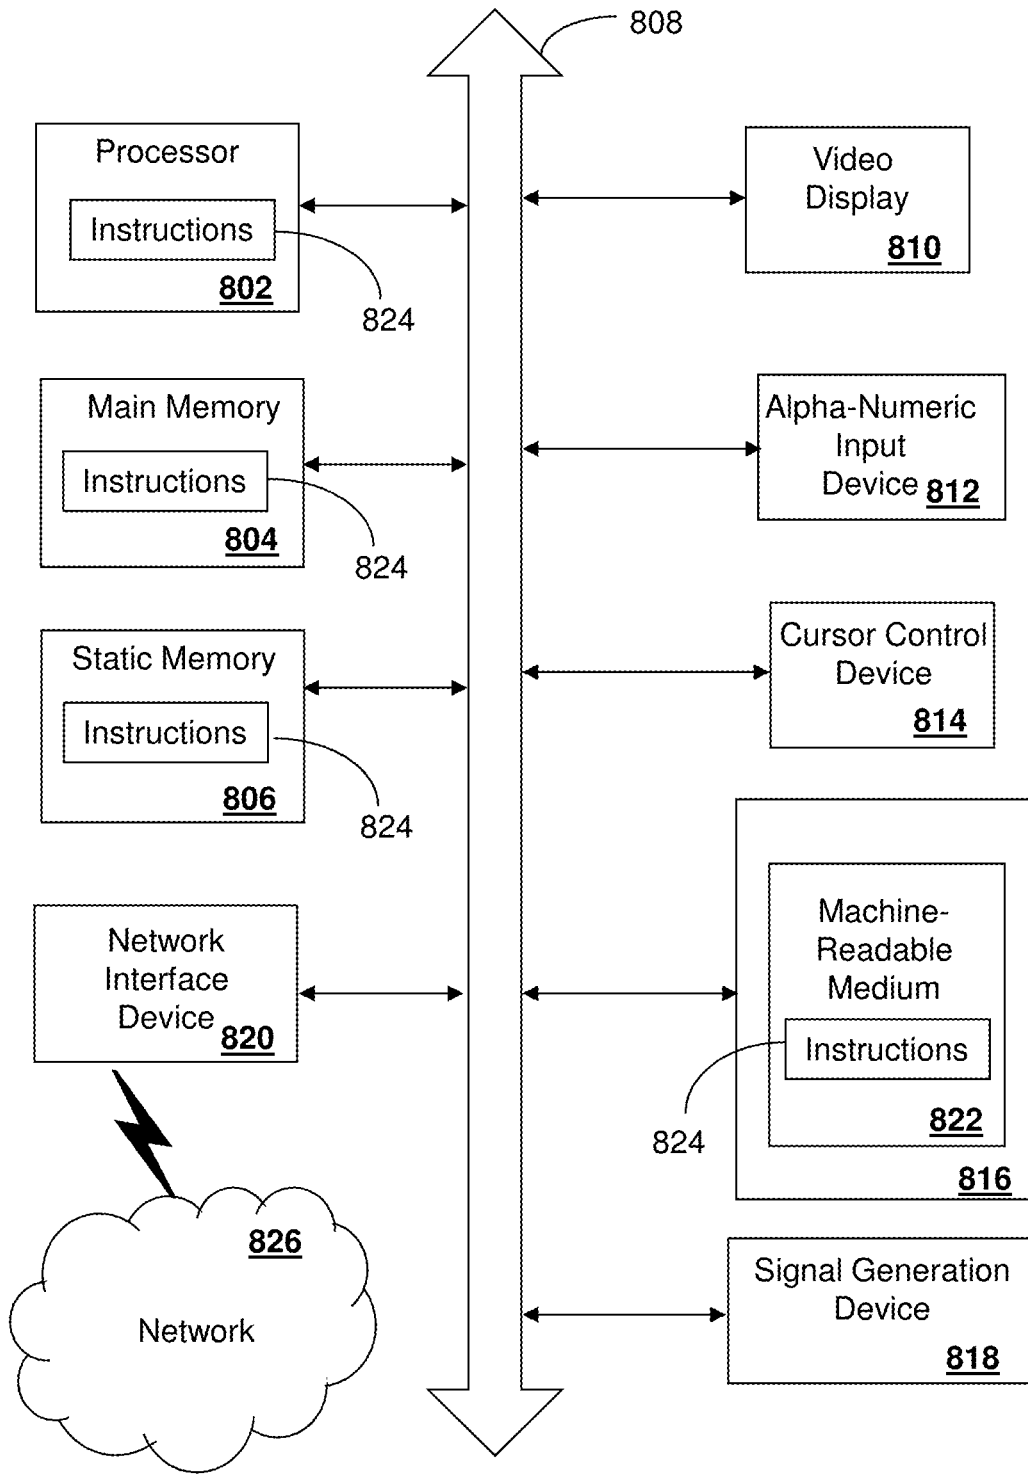 808
Processor
Instructions
802
824
Main Memory
Instructions
804
824
Static Memory
Instructions
806
824
Network
Interface
Device
820
826
Network
Video
Display
810
Alpha-Numeric
Input
Device 812
Cursor Control
Device
814
Machine-
Readable
Medium
Instructions
822
824
816
Signal Generation
Device
818